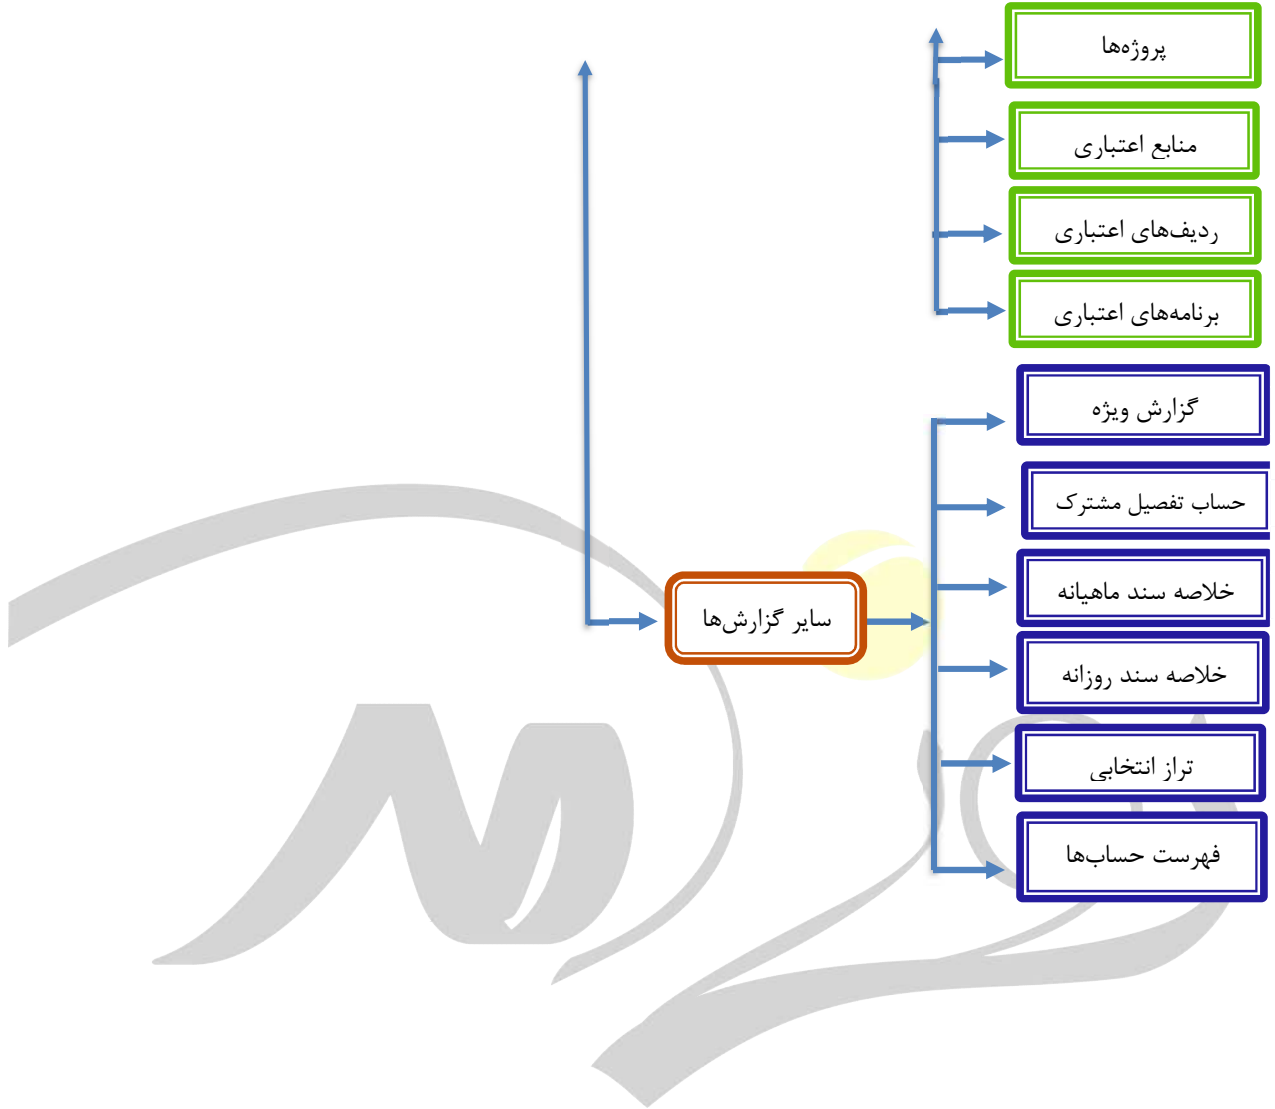 پروژه‌ها
منابع اعتباری
ردیف‌های اعتباری
برنامه‌های اعتباری
سایر گزارش‌ها
گزارش ویژه
حساب تفصیل مشترک
خلاصه سند ماهیانه
خلاصه سند روزانه
تراز انتخابی
فهرست حساب‌ها